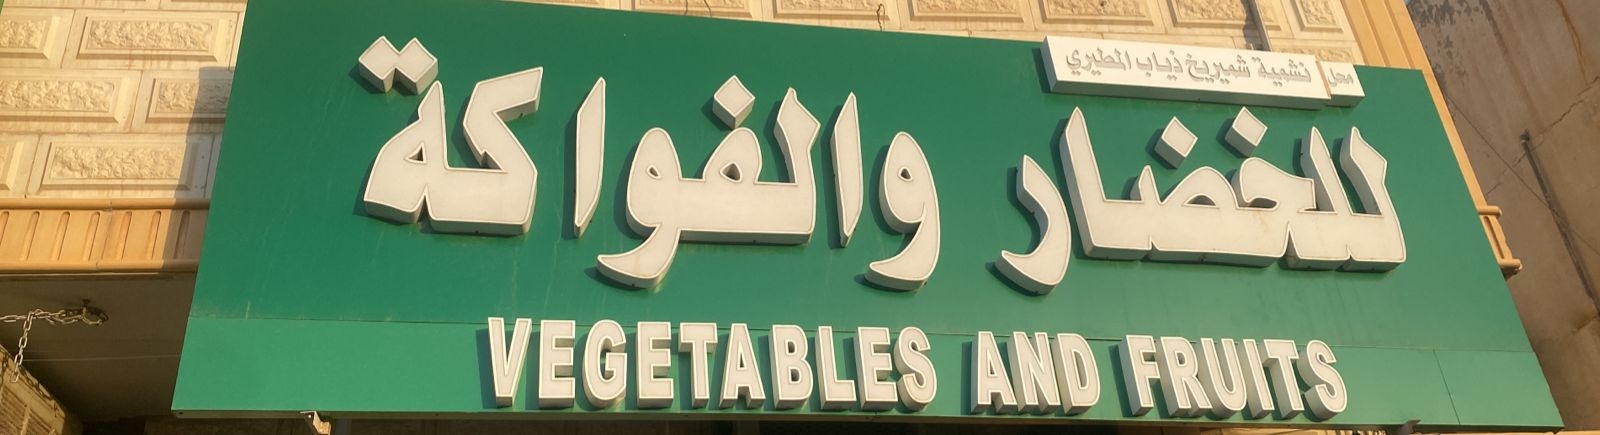 محل نشمية شميريخ ذياب المطيري
للخضار والفواكة
VEGETABLES AND FRUITS